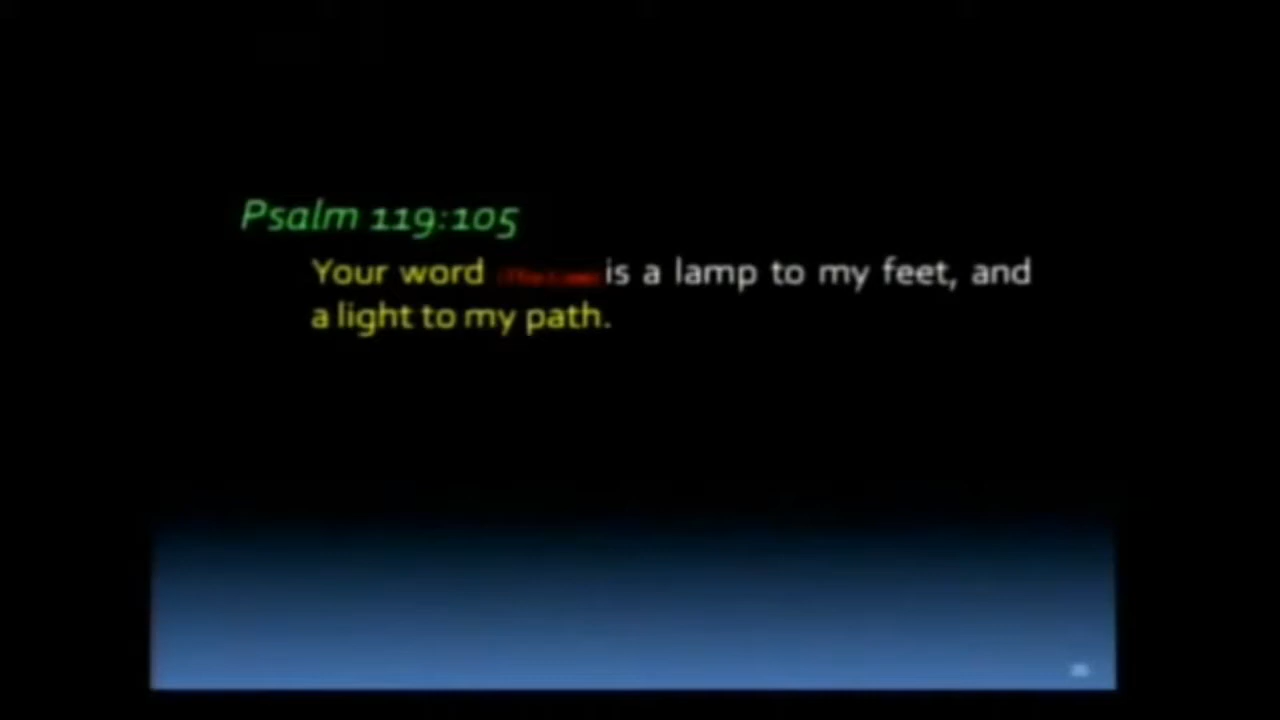 Psalm 119:105
Your word is a lamp to my feet, and
a light to my path.